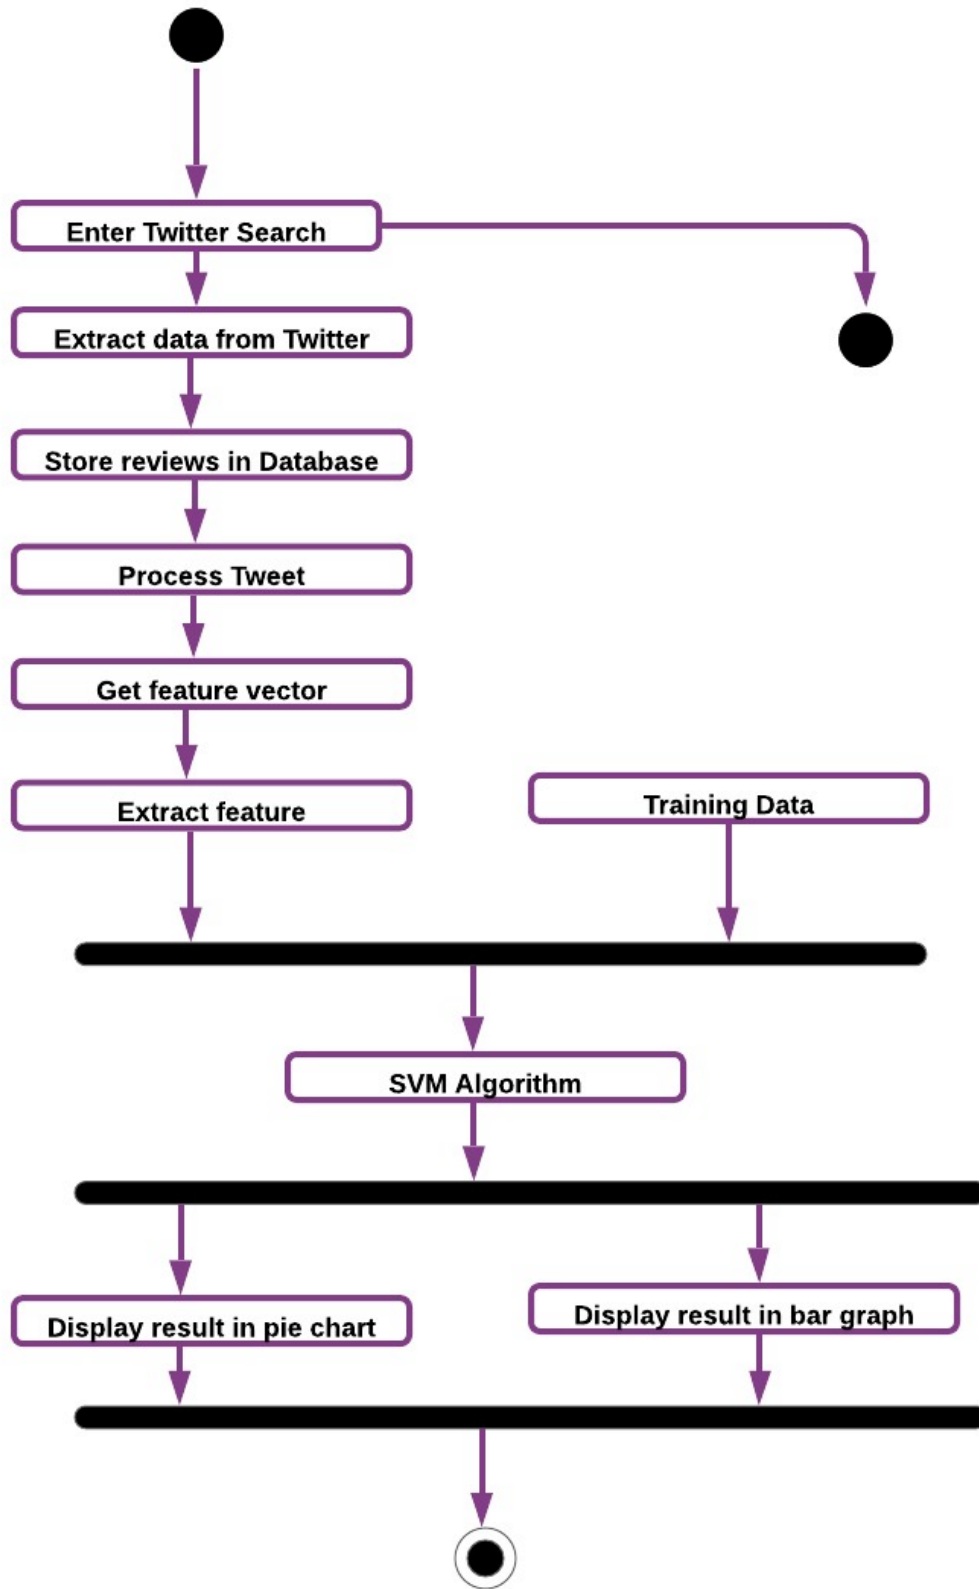 Enter Twitter Search
Extract data from Twitter
Store reviews in Database
Process Tweet
Get feature vector
Extract feature
Training Data
SVM Algorithm
Display result in pie chart
Display result in bar graph